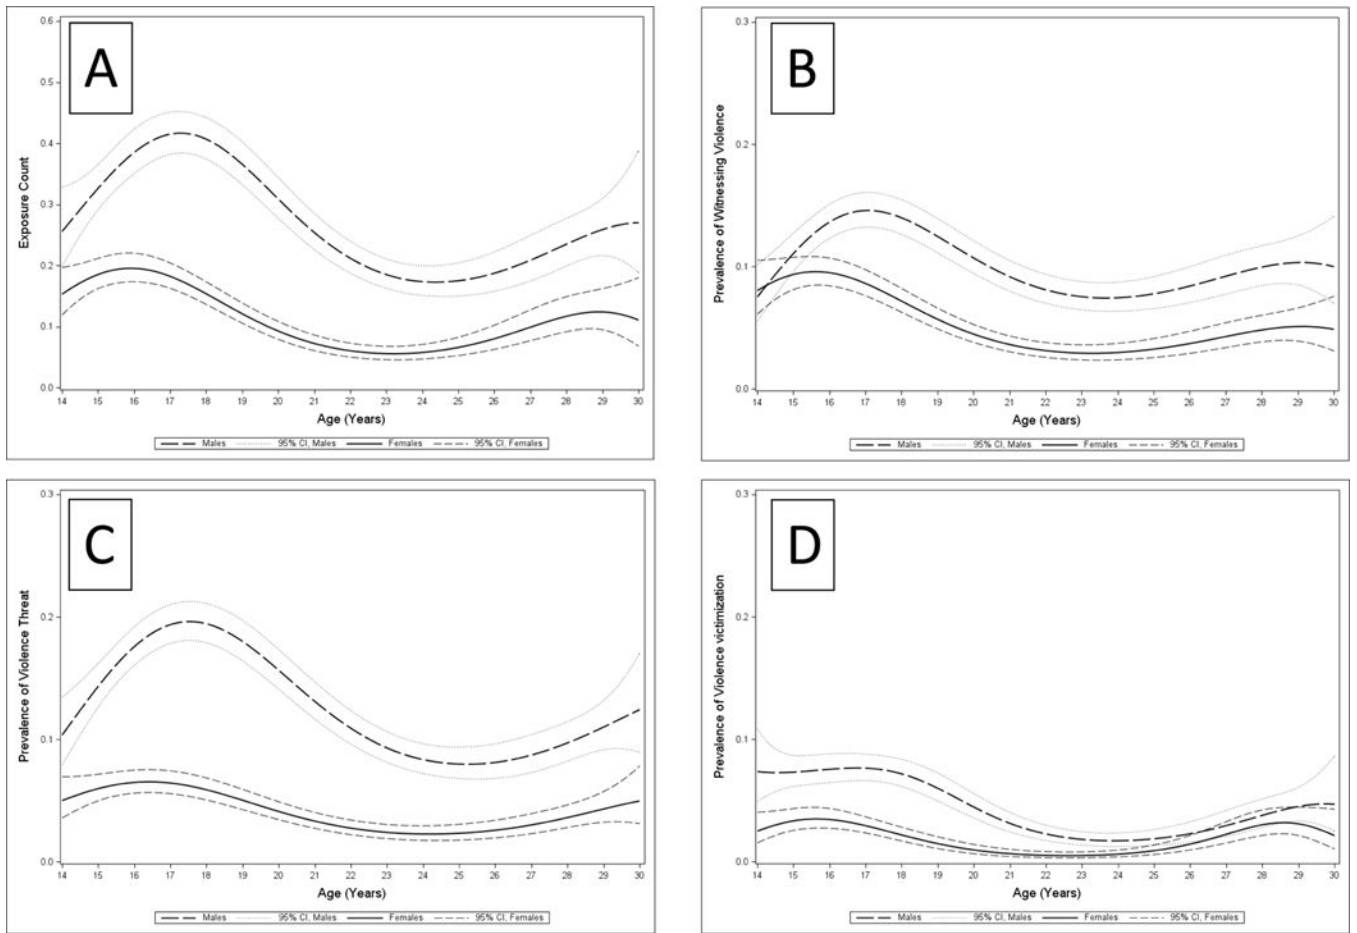 A
Exposure Count
0.6
0.5
0.4
0.3
0.2
0.1
0.0
14 15 16 17 18 19 20 21 22 23 24 25 26 27 28 29 30
Age (Years)
Males 95% CI, Males Females 95% CI, Females
B
Prevalence of Witnessing Violence
0.3
0.2
0.1
0.0
14 15 16 17 18 19 20 21 22 23 24 25 26 27 28 29 30
Age (Years)
Males 95% CI, Males Females 95% CI, Females
C
Prevalence of Violence Threat
0.3
0.2
0.1
0.0
14 15 16 17 18 19 20 21 22 23 24 25 26 27 28 29 30
Age (Years)
Males 95% CI, Males Females 95% CI, Females
D
Prevalence of Violence victimization
0.3
0.2
0.1
0.0
14 15 16 17 18 19 20 21 22 23 24 25 26 27 28 29 30
Age (Years)
Males 95% CI, Males Females 95% CI, Females